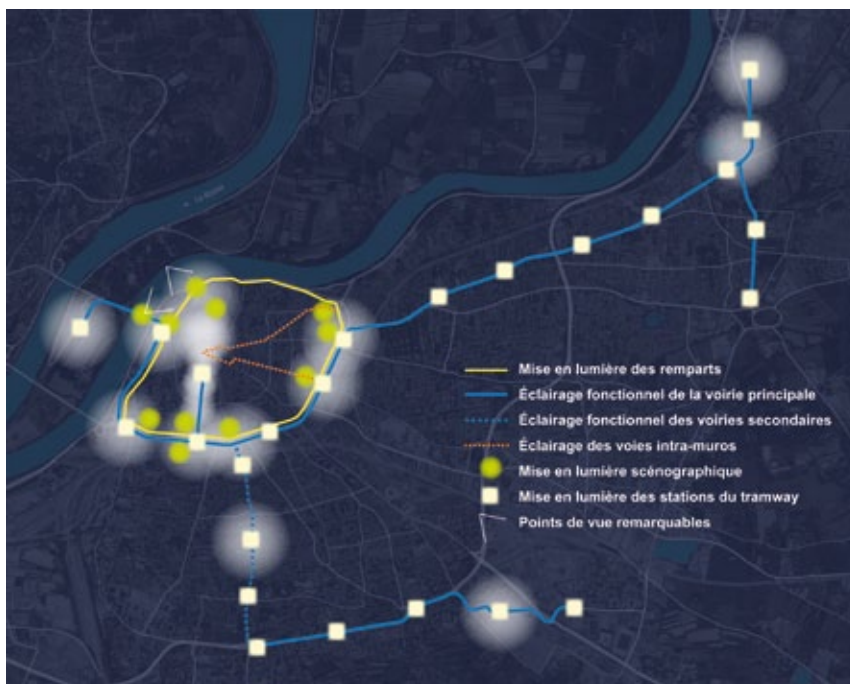 Mise en lumière des remparts
Éclairage fonctionnel de la voirie principale
Éclairage fonctionnel des voiries secondaires
Éclairage des voies intra-muros
Mise en lumière scénographique
Mise en lumière des stations du tramway
Points de vue remarquables